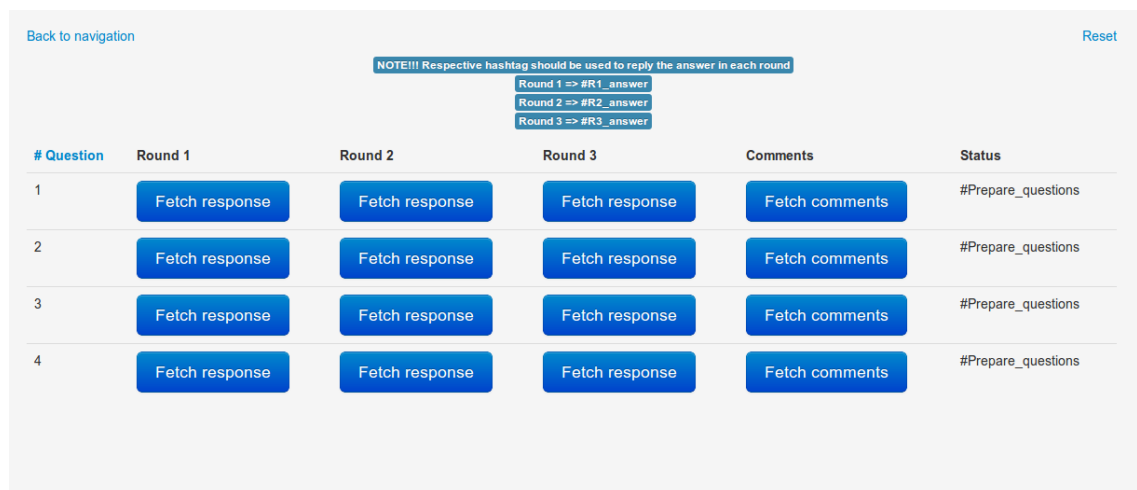 Back to navigation Reset
NOTE!!! Respective hashtag should be used to reply the answer in each round
Round 1 => #R1_answer
Round 2 => #R2_answer
Round 3 => #R3_answer
# Question Round 1 Round 2 Round 3 Comments Status
1 Fetch response Fetch response Fetch response Fetch comments #Prepare_questions
2 Fetch response Fetch response Fetch response Fetch comments #Prepare_questions
3 Fetch response Fetch response Fetch response Fetch comments #Prepare_questions
4 Fetch response Fetch response Fetch response Fetch comments #Prepare_questions